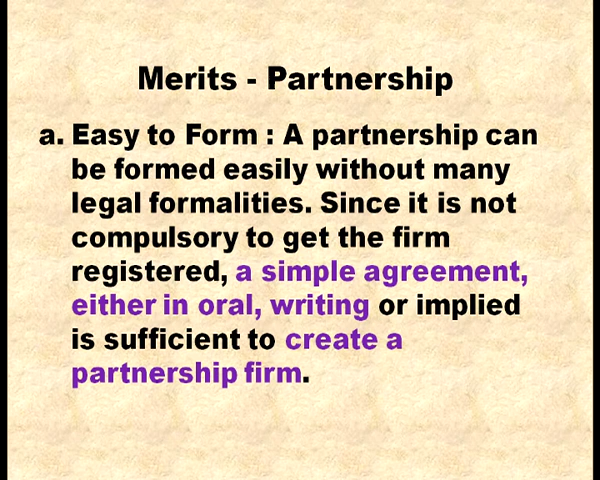 Merits - Partnership
a. Easy to Form : A partnership can
be formed easily without many
legal formalities. Since it is not
compulsory to get the firm
registered, a simple agreement,
either in oral, writing or implied
is sufficient to create a
partnership firm.